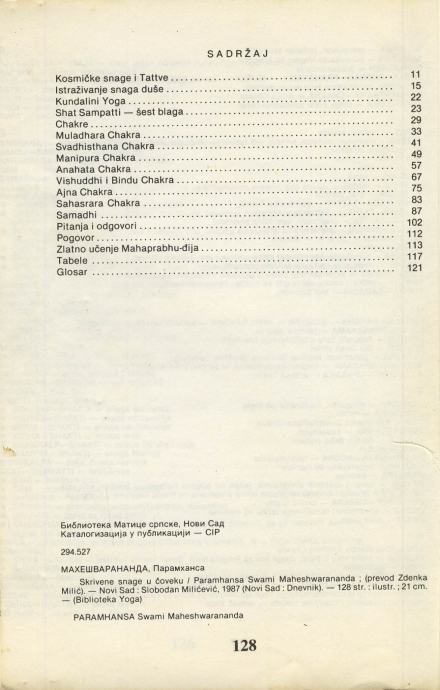 SADRŽAJ
Kosmičke snage i Tattve ........ 11
Istraživanje snaga duše ........ 15
Kundalini Yoga ........ 22
Shat Sampatti — šest blaga ........ 23
Chakre ........ 29
Muladhara Chakra ........ 33
Svadhisthana Chakra ........ 41
Manipura Chakra ........ 49
Anahata Chakra ........ 57
Vishuddhi i Bindu Chakra ........ 67
Ajna Chakra ........ 75
Sahasrara Chakra ........ 83
Samadhi ........ 87
Pitanja i odgovori ........ 102
Pogovor ........ 112
Zlatno učenje Mahaprabhu-đija ........ 113
Tabele ........ 117
Glosar ........ 121
Библиотека Матице српске, Нови Сад
Каталогизација у публикацији — CIP
294.527
МАХЕШВАРАНАНДА, Парамханса
Skrivene snage u čoveku / Paramhansa Swami Maheshwarananda ; (prevod Zdenka
Milić). — Novi Sad : Slobodan Milićević, 1987 (Novi Sad : Dnevnik). — 128 str. : ilustr. ; 21 cm.
— (Biblioteka Yoga)
PARAMHANSA Swami Maheshwarananda
128